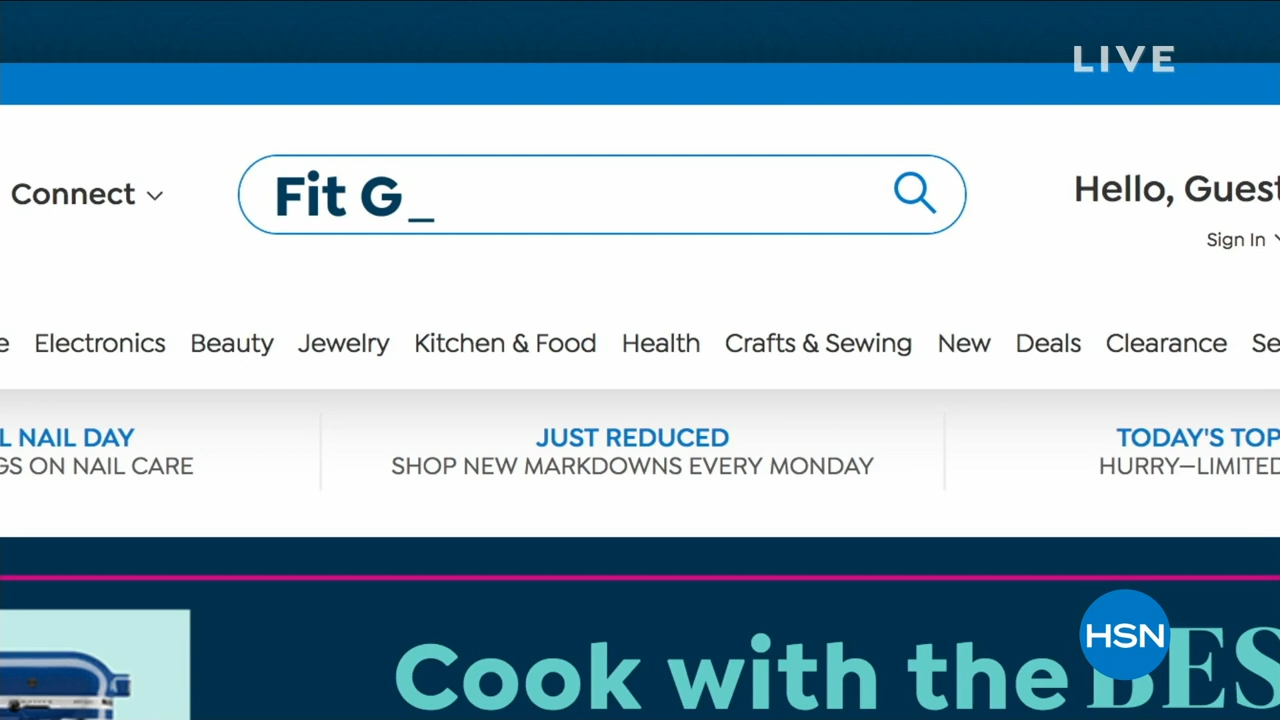 LIVE
Connect
Fit G_
Hello, Guest
Sign In
Electronics Beauty Jewelry Kitchen & Food Health Crafts & Sewing New Deals Clearance
NAIL DAY
ON NAIL CARE
JUST REDUCED
SHOP NEW MARKDOWNS EVERY MONDAY
TODAY'S TOP
HURRY—LIMITED
HSN
Cook with the